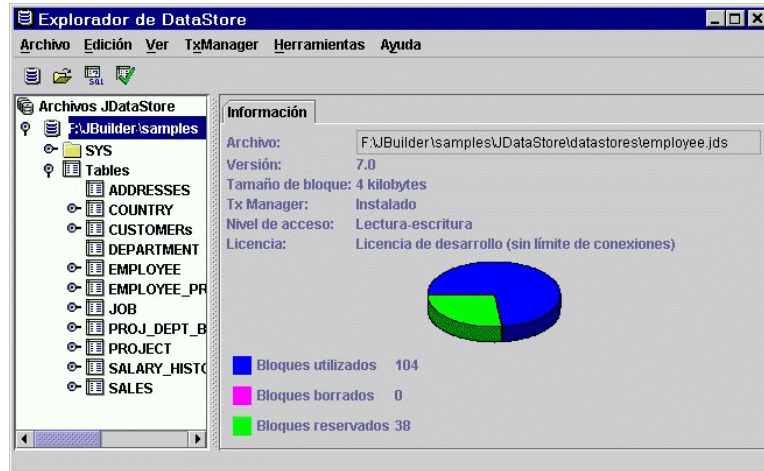 Explorador de DataStore
Archivo Edición Ver TxManager Herramientas Ayuda
SQL
Archivos JDataStore
F:\JBuilder\samples
SYS
Tables
ADDRESSES
COUNTRY
CUSTOMERs
DEPARTMENT
EMPLOYEE
EMPLOYEE_PR
JOB
PROJ_DEPT_B
PROJECT
SALARY_HISTO
SALES
Información
Archivo: F:\JBuilder\samples\JDataStore\datastores\employee.jds
Versión: 7.0
Tamaño de bloque: 4 kilobytes
Tx Manager: Instalado
Nivel de acceso: Lectura-escritura
Licencia: Licencia de desarrollo (sin límite de conexiones)
Bloques utilizados 104
Bloques borrados 0
Bloques reservados 38